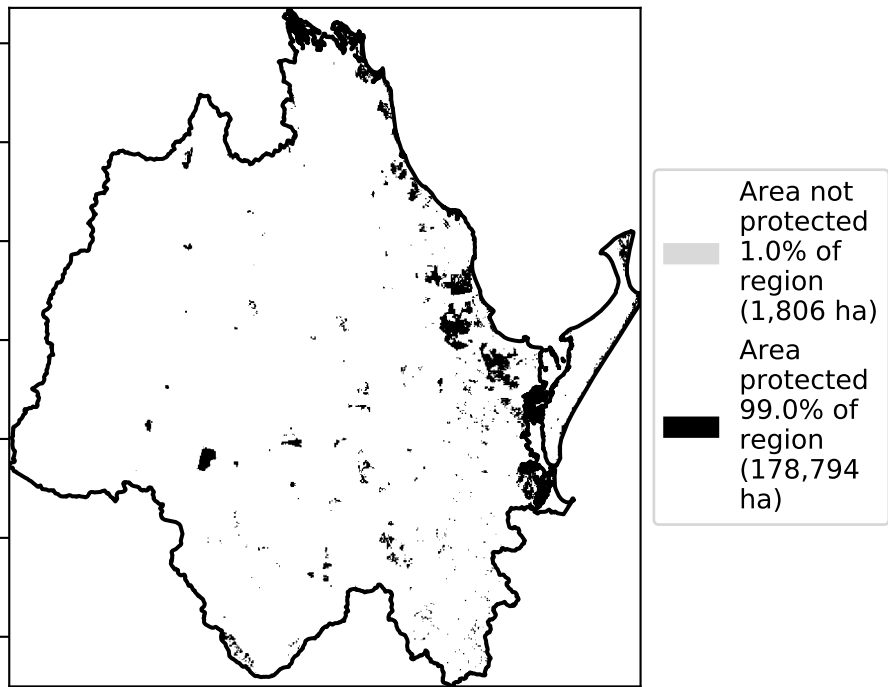 Area not
protected
1.0% of
region
(1,806 ha)
Area
protected
99.0% of
region
(178,794
ha)